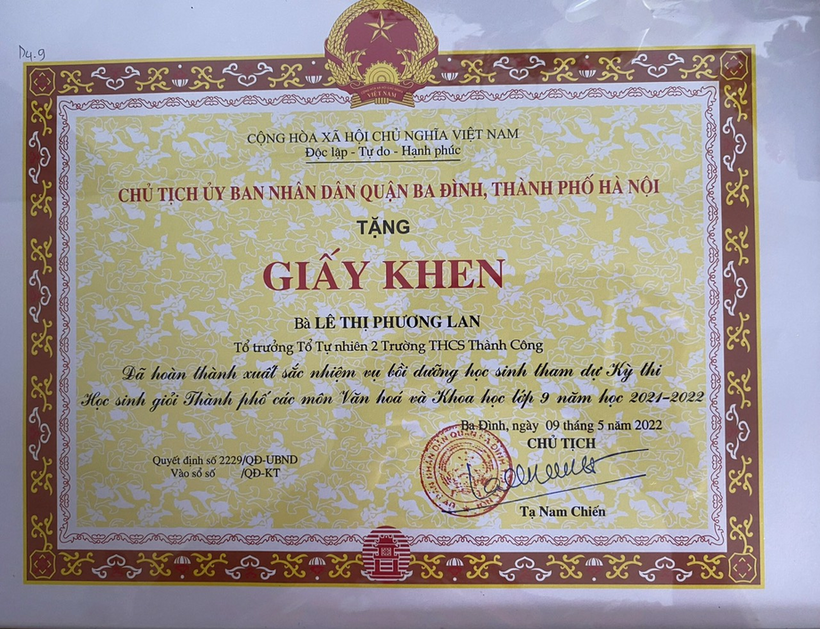 Dq.9
VIỆT NAM
CỘNG HÒA XÃ HỘI CHỦ NGHĨA VIỆT NAM
Độc lập - Tự do - Hạnh phúc
CHỦ TỊCH ỦY BAN NHÂN DÂN QUẬN BA ĐÌNH, THÀNH PHỐ HÀ NỘI
TẶNG
GIẤY KHEN
Bà LÊ THỊ PHƯƠNG LAN
Tổ trưởng Tổ Tự nhiên 2 Trường THCS Thành Công
Đã hoàn thành xuất sắc nhiệm vụ bồi dưỡng học sinh tham dự Kỳ thi
Học sinh giỏi Thành phố các môn Văn hoá và Khoa học lớp 9 năm học 2021-2022
Ba Đình, ngày 09 tháng 5 năm 2022
CHỦ TỊCH
Quyết định số 2229/QĐ-UBND
Vào sổ số /QĐ-KT
Tạ Nam Chiến